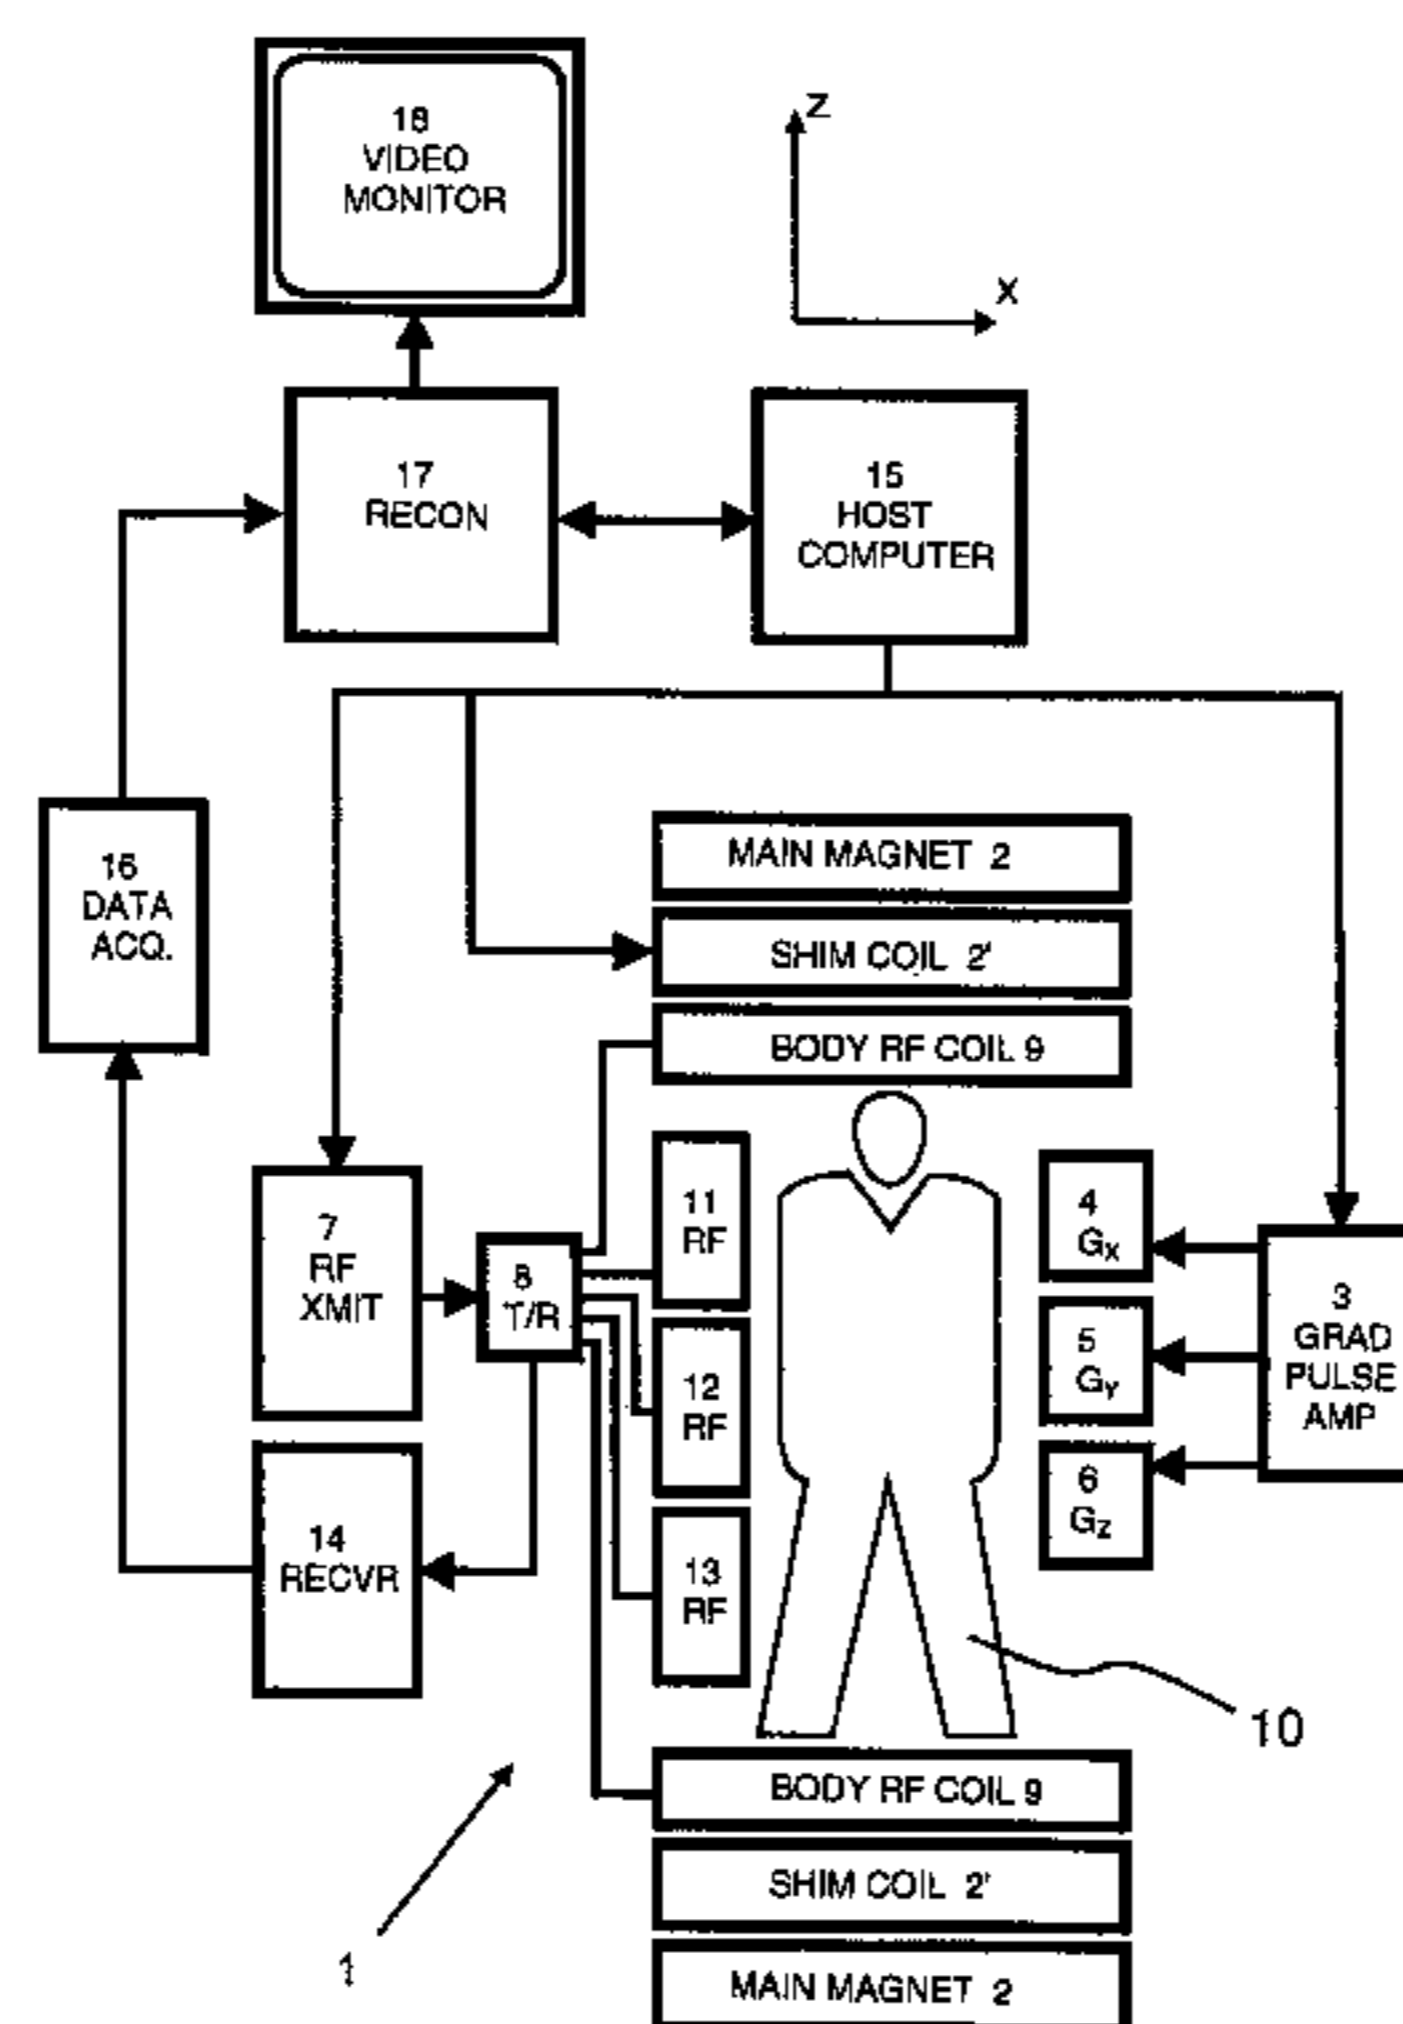 18
VIDEO
MONITOR
Z
X
17
RECON
15
HOST
COMPUTER
16
DATA
ACQ.
MAIN MAGNET 2
SHIM COIL 2'
BODY RF COIL 9
7
RF
XMIT
8
T/R
11
RF
12
RF
13
RF
4
GX
5
GY
6
GZ
3
GRAD
PULSE
AMP
14
RECVR
10
BODY RF COIL 9
SHIM COIL 2'
MAIN MAGNET 2
1